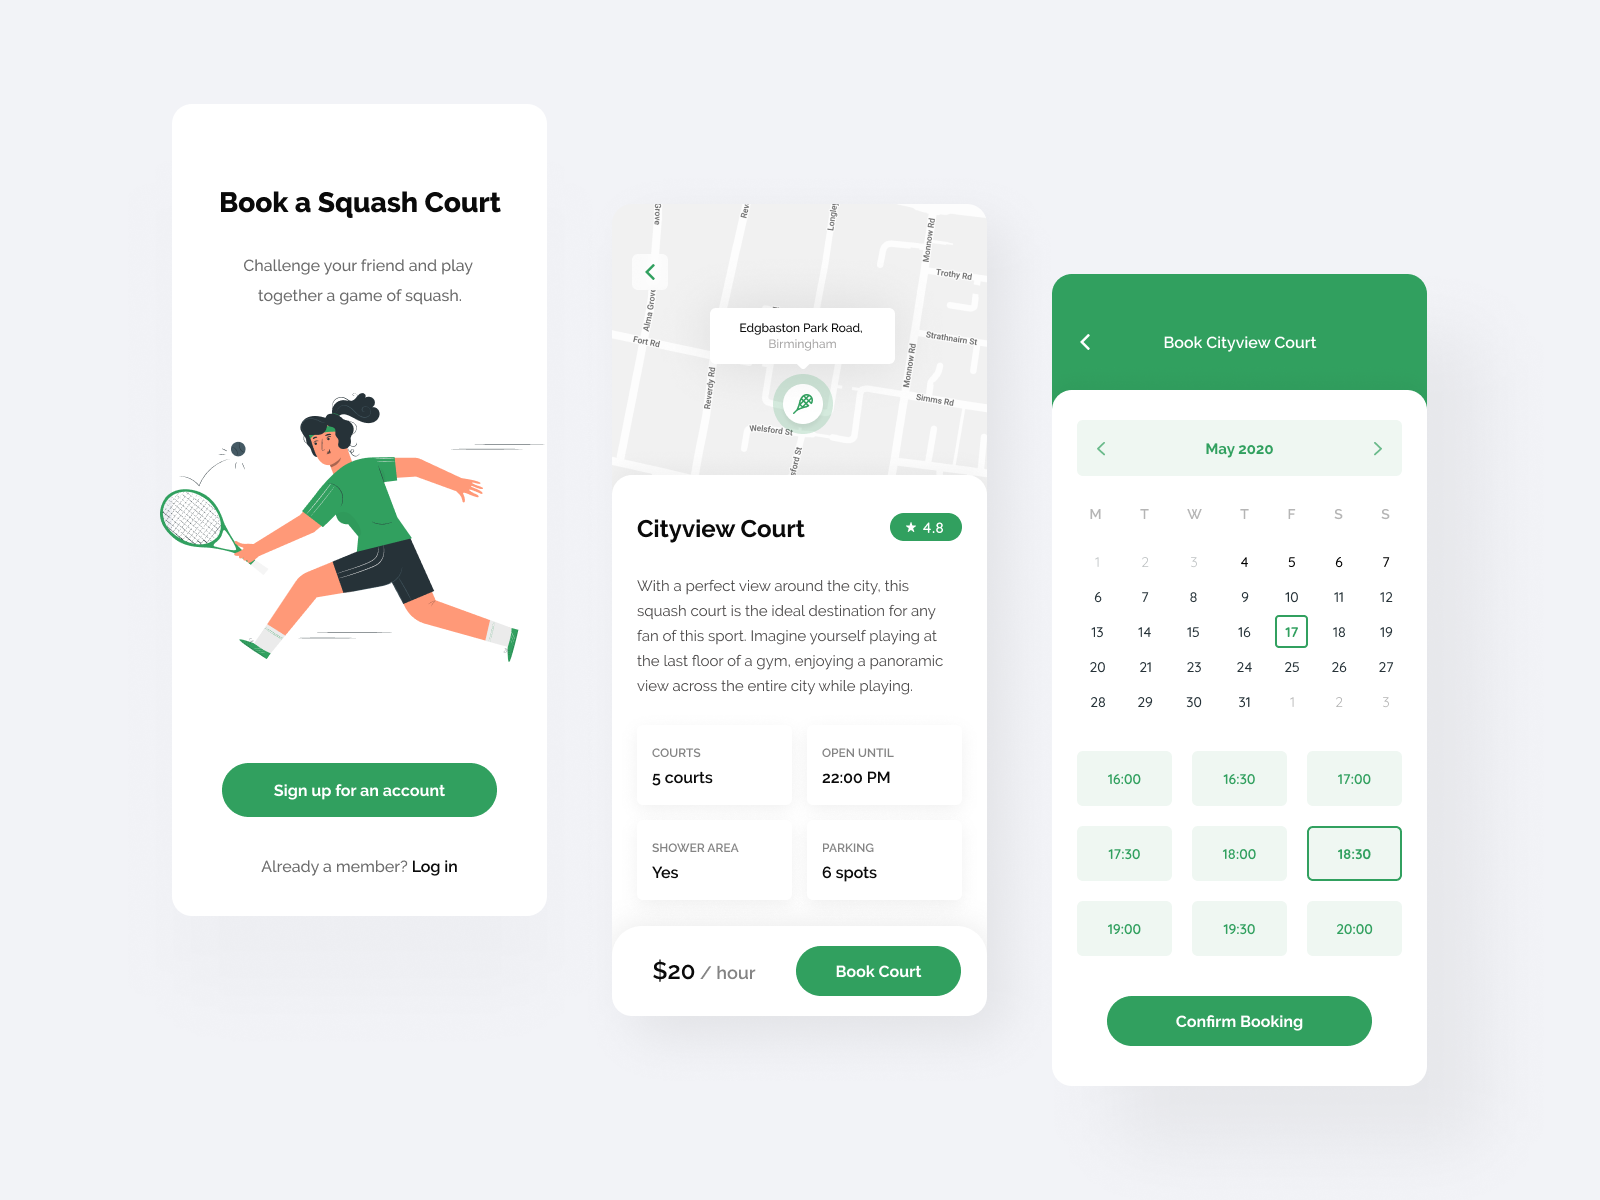 Book a Squash Court
Challenge your friend and play
together a game of squash.
Sign up for an account
Already a member? Log in
Grove
Longley
Monnow Rd
Trothy Rd
Alma Grove
Fort Rd
Edgbaston Park Road,
Birmingham
Strathnairn St
Monnow Rd
Reverdy Rd
Simms Rd
Welsford St
sford St
Cityview Court
★ 4.8
With a perfect view around the city, this
squash court is the ideal destination for any
fan of this sport. Imagine yourself playing at
the last floor of a gym, enjoying a panoramic
view across the entire city while playing.
COURTS
5 courts
OPEN UNTIL
22:00 PM
SHOWER AREA
Yes
PARKING
6 spots
$20 / hour
Book Court
Book Cityview Court
May 2020
M T W T F S S
1 2 3 4 5 6 7
6 7 8 9 10 11 12
13 14 15 16 17 18 19
20 21 23 24 25 26 27
28 29 30 31 1 2 3
16:00 16:30 17:00
17:30 18:00 18:30
19:00 19:30 20:00
Confirm Booking